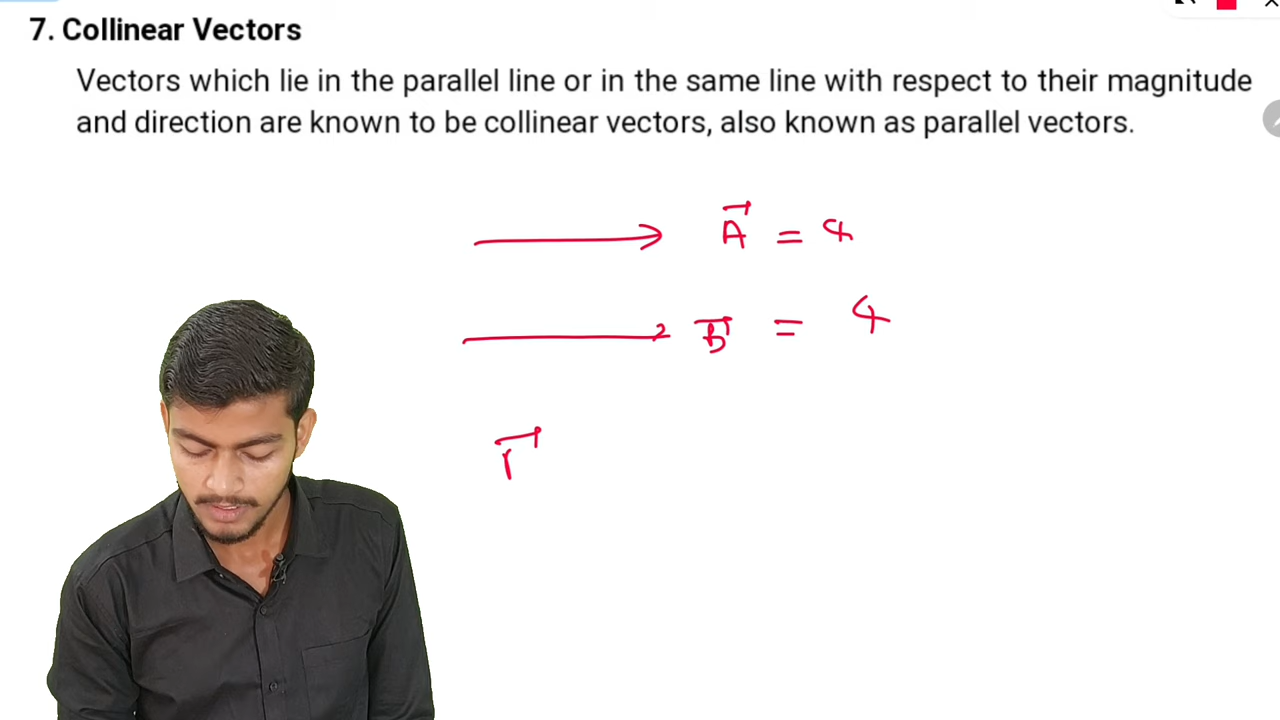 7. Collinear Vectors
Vectors which lie in the parallel line or in the same line with respect to their magnitude
and direction are known to be collinear vectors, also known as parallel vectors.
A⃗ = 4
B⃗ = 4